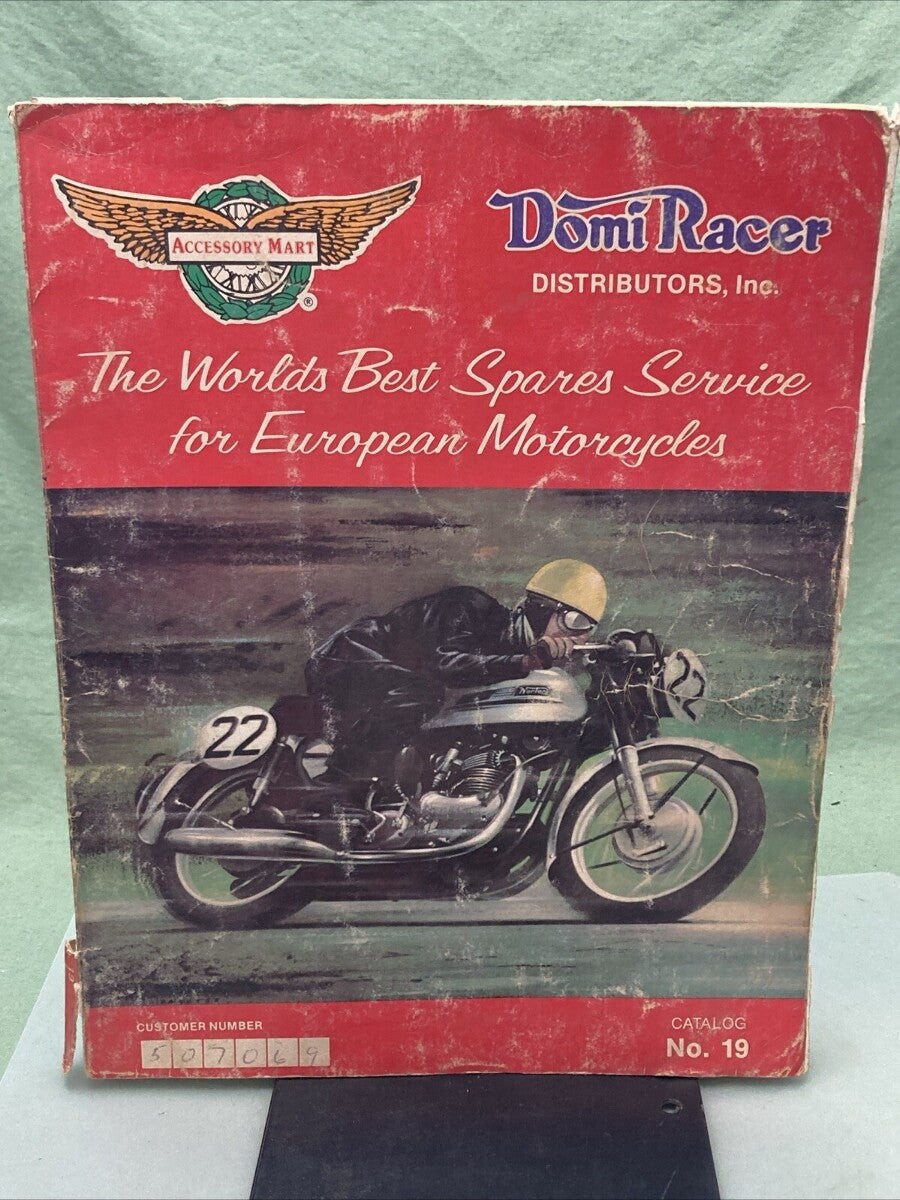 ACCESSORY MART
®
Domi Racer
DISTRIBUTORS, Inc.
The Worlds Best Spares Service
for European Motorcycles
Norton
22
22
CUSTOMER NUMBER
507069
CATALOG
No. 19